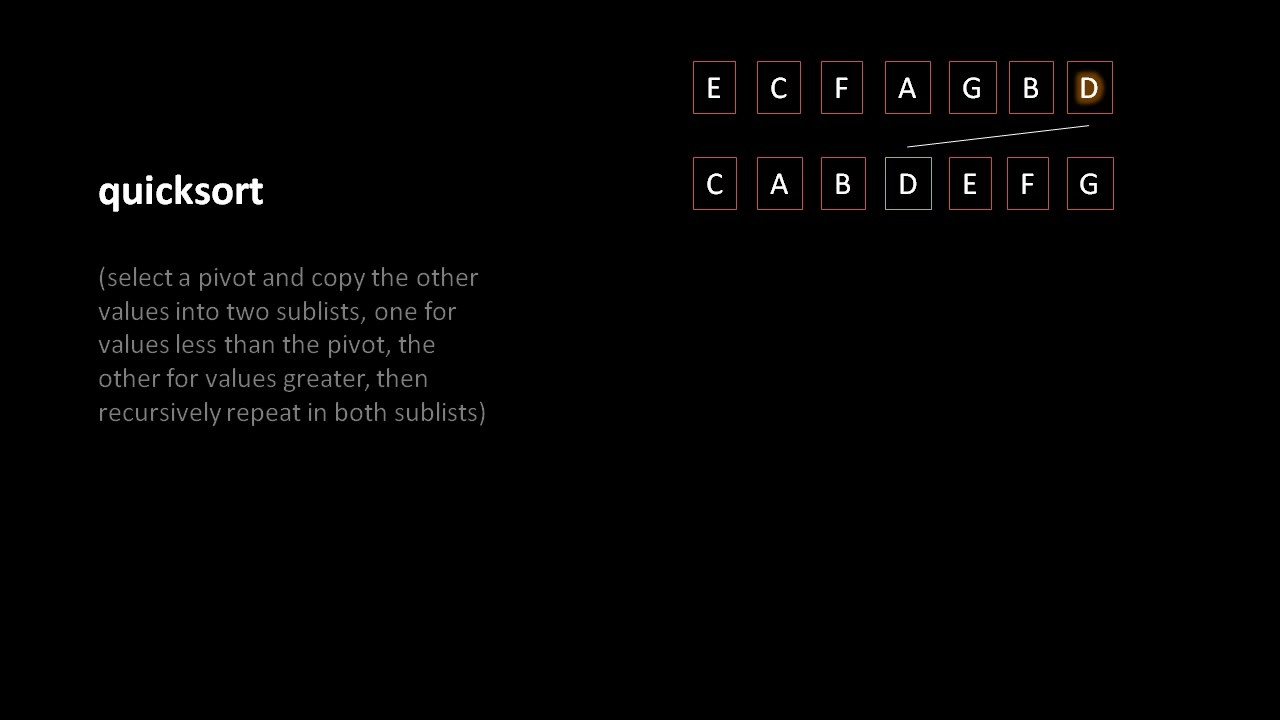 E C F A G B D
C A B D E F G
quicksort
(select a pivot and copy the other
values into two sublists, one for
values less than the pivot, the
other for values greater, then
recursively repeat in both sublists)